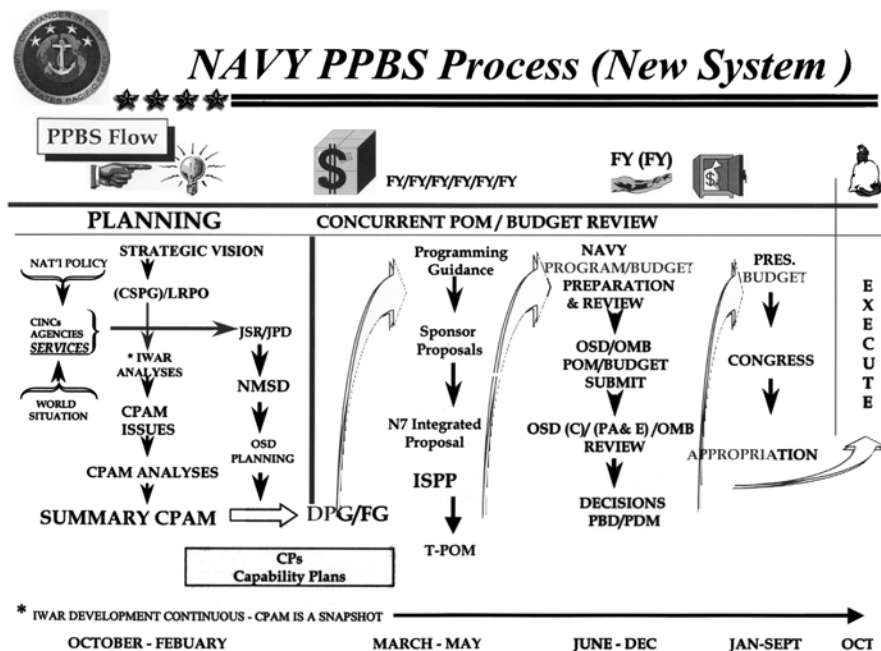 NAVY PPBS Process (New System )
PPBS Flow
$
FY/FY/FY/FY/FY/FY
FY (FY)
$
PLANNING
CONCURRENT POM / BUDGET REVIEW
STRATEGIC VISION
NAT'L POLICY
(CSPG)/LRPO
CINCs
AGENCIES
SERVICES
JSR/JPD
* IWAR
ANALYSES
NMSD
WORLD
SITUATION
CPAM
ISSUES
OSD
PLANNING
CPAM ANALYSES
SUMMARY CPAM
DPG/FG
CPs
Capability Plans
Programming
Guidance
Sponsor
Proposals
N7 Integrated
Proposal
ISPP
T-POM
NAVY
PROGRAM/BUDGET
PREPARATION
& REVIEW
OSD/OMB
POM/BUDGET
SUBMIT
OSD (C)/ (PA& E) /OMB
REVIEW
DECISIONS
PBD/PDM
PRES.
BUDGET
CONGRESS
APPROPRIATION
EXECUTE
* IWAR DEVELOPMENT CONTINUOUS - CPAM IS A SNAPSHOT
OCTOBER - FEBUARY
MARCH - MAY
JUNE - DEC
JAN-SEPT
OCT